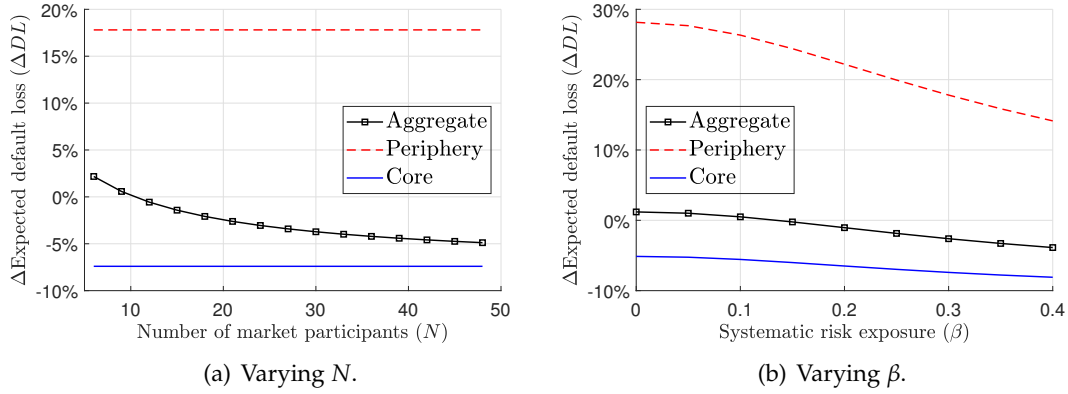 20%
15%
10%
5%
0%
-5%
-10%
10
20
30
40
50
ΔExpected default loss (ΔDL)
Number of market participants (N)
Aggregate
Periphery
Core
(a) Varying N.
30%
20%
10%
0%
-10%
0
0.1
0.2
0.3
0.4
ΔExpected default loss (ΔDL)
Systematic risk exposure (β)
Aggregate
Periphery
Core
(b) Varying β.